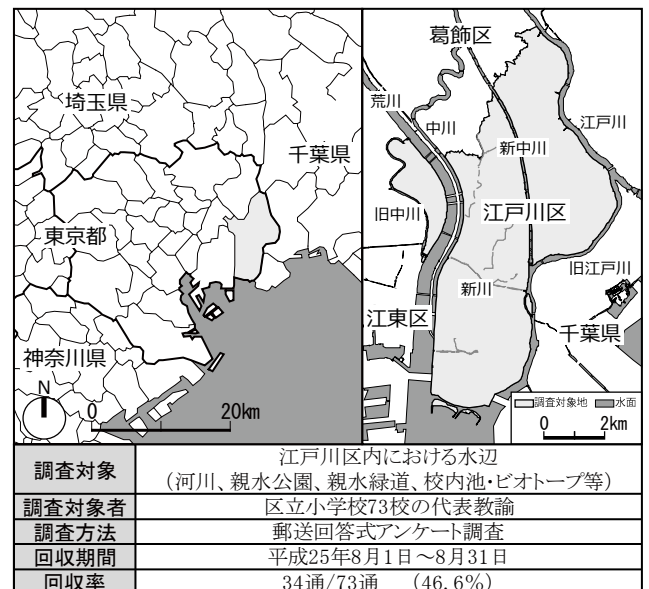 埼玉県
千葉県
東京都
神奈川県
N
0
20km
葛飾区
荒川
中川
江戸川
新中川
旧中川
江戸川区
旧江戸川
新川
江東区
千葉県
調査対象地
水面
0
2km
調査対象
江戸川区内における水辺
（河川、親水公園、親水緑道、校内池・ビオトープ等）
調査対象者
区立小学校73校の代表教諭
調査方法
郵送回答式アンケート調査
回収期間
平成25年8月1日～8月31日
回収率
34通/73通　（46.6%）